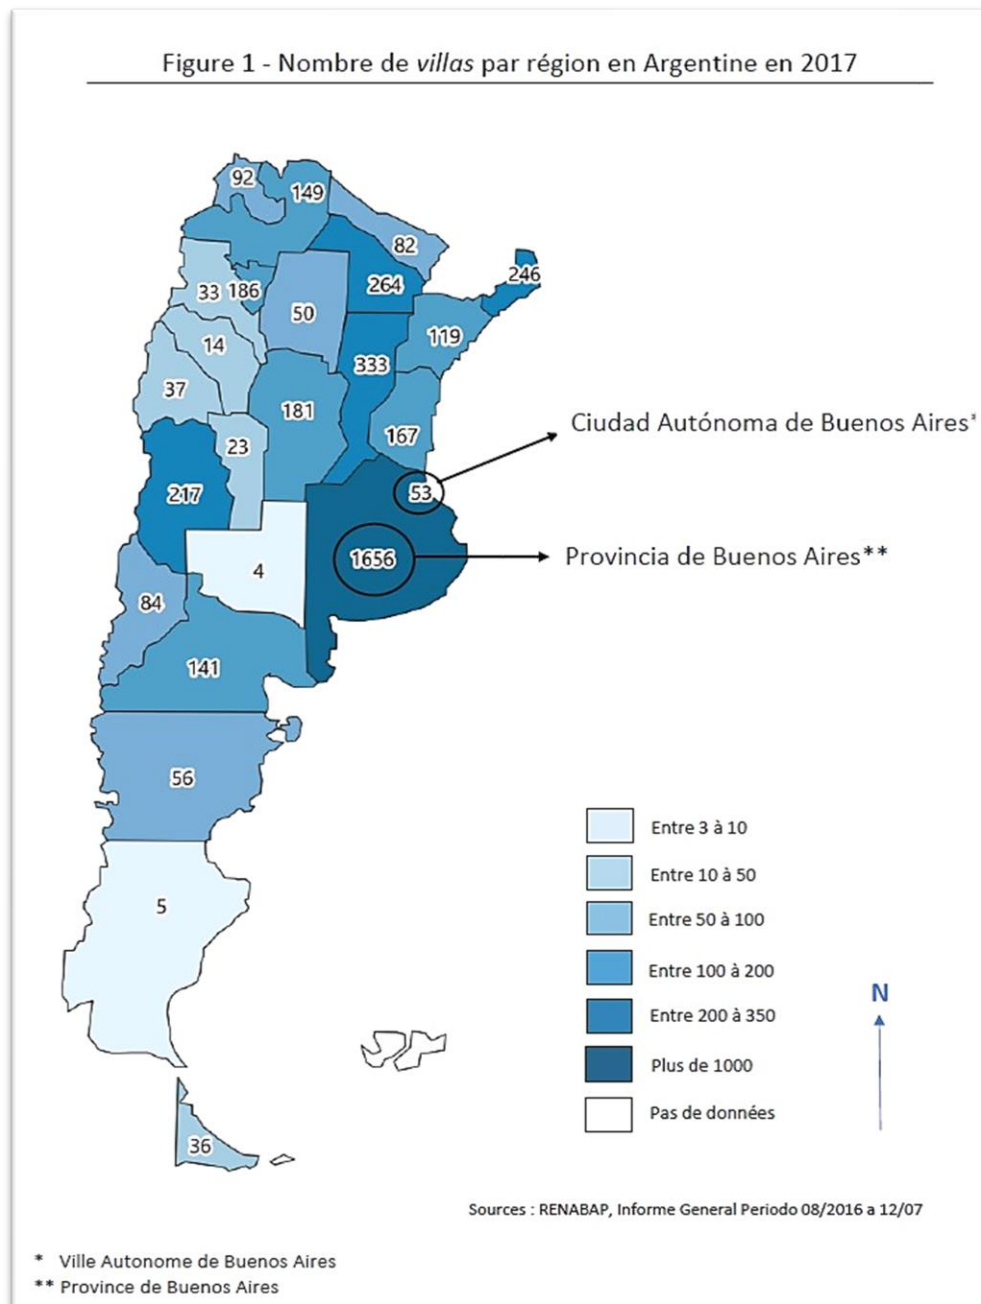 Figure 1 - Nombre de villas par région en Argentine en 2017
92
149
82
246
264
33
186
50
119
14
333
37
181
167
Ciudad Autónoma de Buenos Aires*
23
217
53
1656
Provincia de Buenos Aires**
4
84
141
56
Entre 3 à 10
Entre 10 à 50
5
Entre 50 à 100
Entre 100 à 200
N
Entre 200 à 350
Plus de 1000
Pas de données
36
Sources : RENABAP, Informe General Periodo 08/2016 a 12/07
* Ville Autonome de Buenos Aires
** Province de Buenos Aires